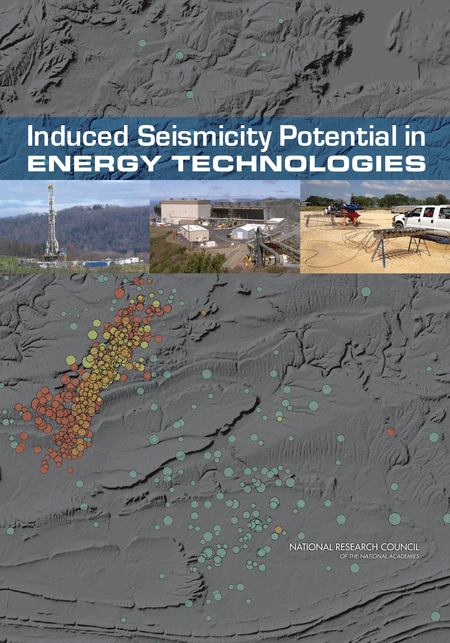 Induced Seismicity Potential in
ENERGY TECHNOLOGIES
NATIONAL RESEARCH COUNCIL
OF THE NATIONAL ACADEMIES